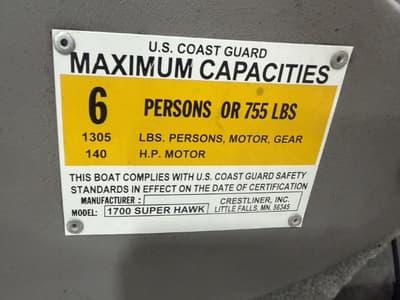 U.S. COAST GUARD
MAXIMUM CAPACITIES
6 PERSONS OR 755 LBS
1305 LBS. PERSONS, MOTOR, GEAR
140 H.P. MOTOR
THIS BOAT COMPLIES WITH U.S. COAST GUARD SAFETY
STANDARDS IN EFFECT ON THE DATE OF CERTIFICATION
MANUFACTURER : CRESTLINER, INC.
MODEL: 1700 SUPER HAWK LITTLE FALLS, MN. 56345